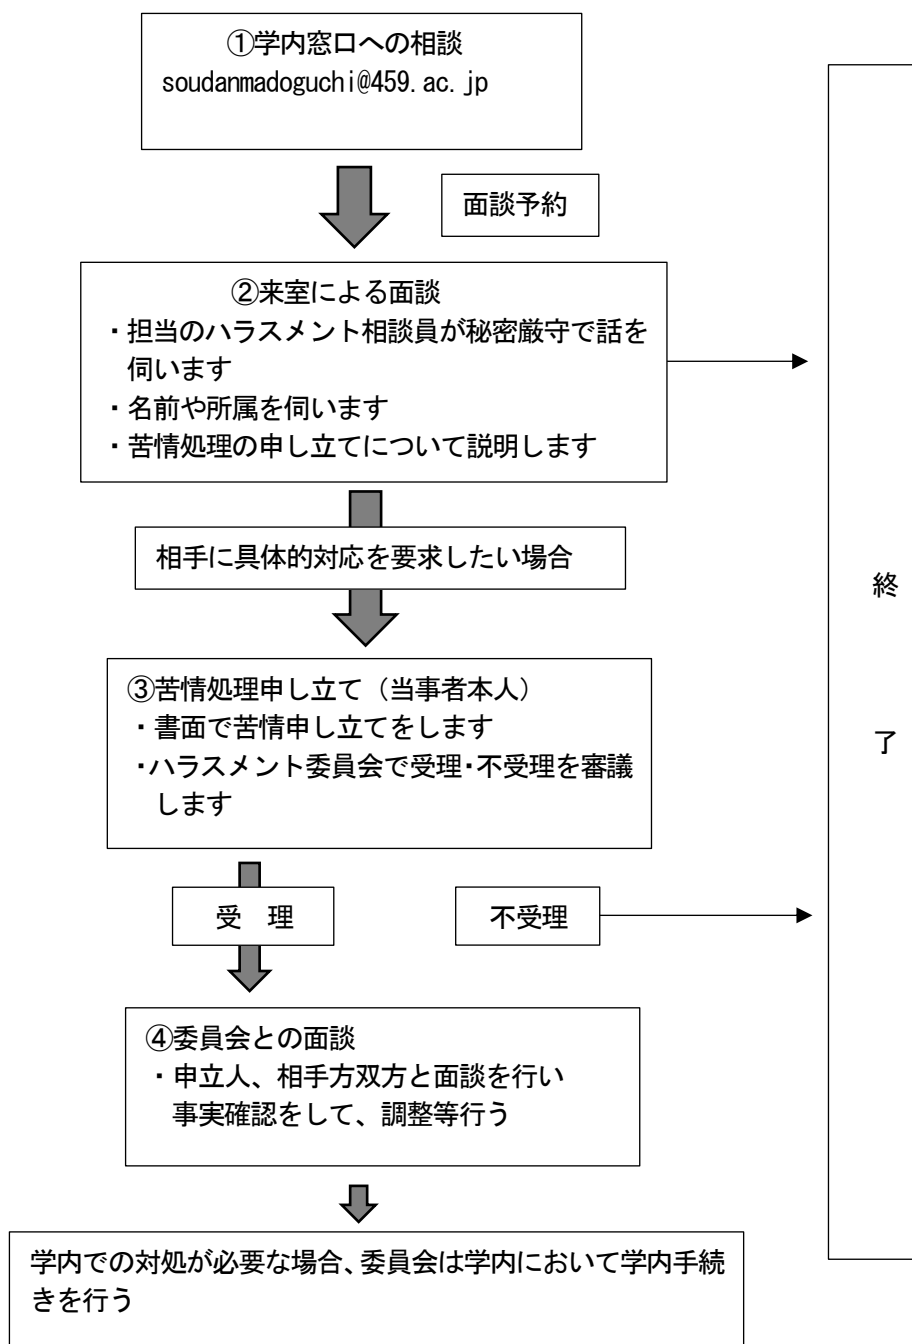 ①学内窓口への相談
soudanmadoguchi@459.ac.jp
面談予約
②来室による面談
・担当のハラスメント相談員が秘密厳守で話を
伺います
・名前や所属を伺います
・苦情処理の申し立てについて説明します
相手に具体的対応を要求したい場合
③苦情処理申し立て（当事者本人）
・書面で苦情申し立てをします
・ハラスメント委員会で受理・不受理を審議
します
受　理
不受理
④委員会との面談
・申立人、相手方双方と面談を行い
事実確認をして、調整等行う
学内での対処が必要な場合、委員会は学内において学内手続
きを行う
終
了